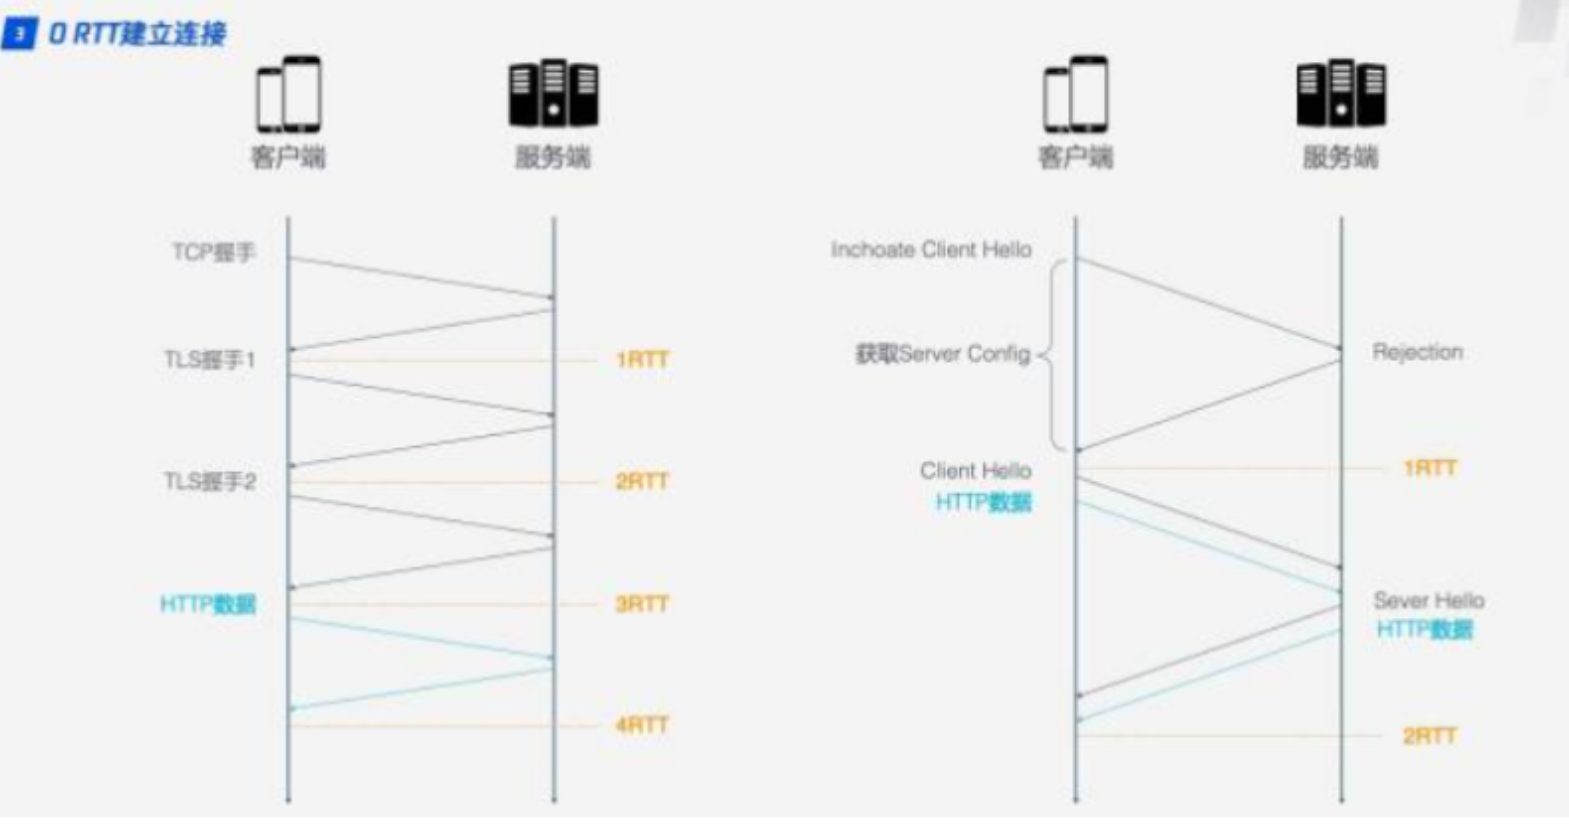 3 0 RTT建立连接
客户端
服务端
TCP握手
TLS握手1
1RTT
TLS握手2
2RTT
HTTP数据
3RTT
4RTT
客户端
服务端
Inchoate Client Hello
获取Server Config
Rejection
1RTT
Client Hello
HTTP数据
Sever Hello
HTTP数据
2RTT